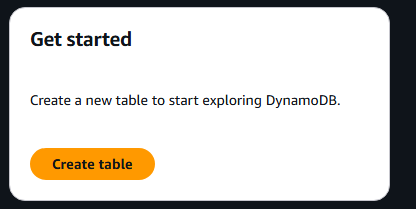 Get started
Create a new table to start exploring DynamoDB.
Create table